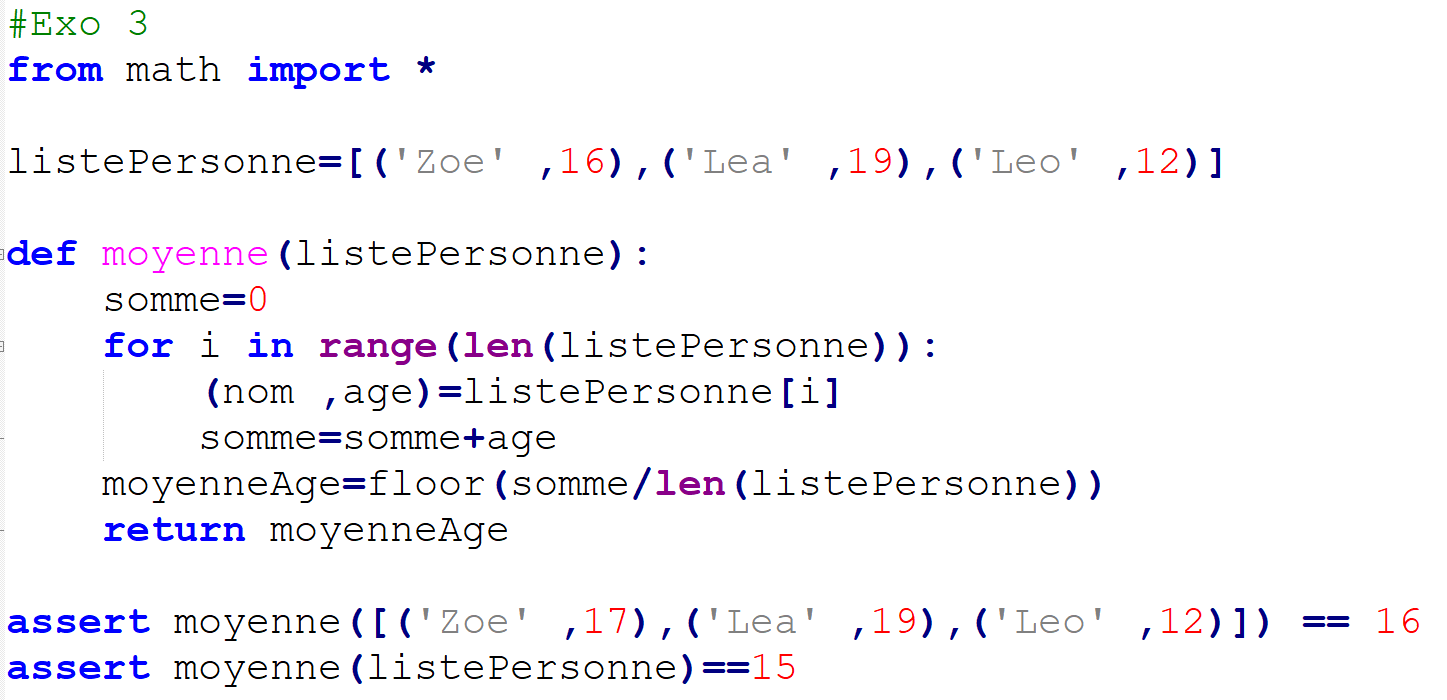 #Exo 3
from math import *
listePersonne=[('Zoe' ,16),('Lea' ,19),('Leo' ,12)]
def moyenne(listePersonne):
    somme=0
    for i in range(len(listePersonne)):
        (nom ,age)=listePersonne[i]
        somme=somme+age
    moyenneAge=floor(somme/len(listePersonne))
    return moyenneAge
assert moyenne([('Zoe' ,17),('Lea' ,19),('Leo' ,12)]) == 16
assert moyenne(listePersonne)==15